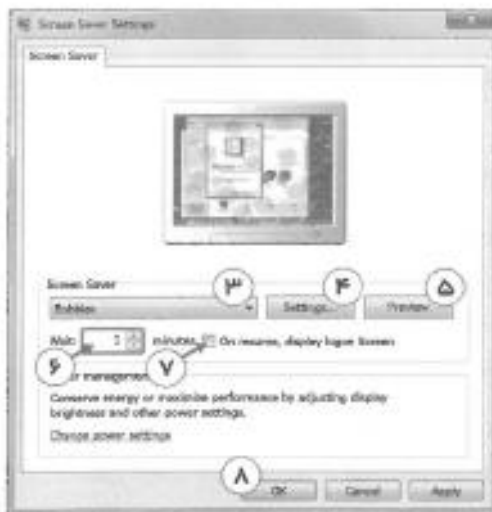 Screen Saver Settings
Screen Saver
Screen Saver
۳
۴
۵
Bubbles
Settings...
Preview
Wait: 1 minutes
On resume, display logon screen
۶
۷
management
Conserve energy or maximize performance by adjusting display
brightness and other power settings.
Change power settings
۸
OK
Cancel
Apply